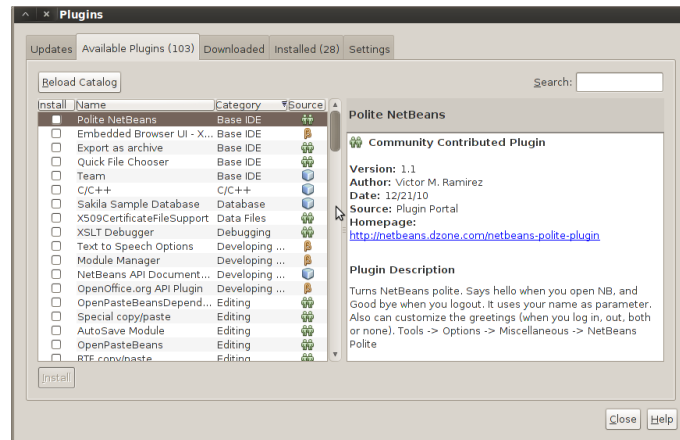 Plugins
Updates Available Plugins (103) Downloaded Installed (28) Settings
Reload Catalog Search:
Install Name Category Source
Polite NetBeans Base IDE
Embedded Browser UI - X... Base IDE
Export as archive Base IDE
Quick File Chooser Base IDE
Team Base IDE
C/C++ C/C++
Sakila Sample Database Database
X509CertificateFileSupport Data Files
XSLT Debugger Debugging
Text to Speech Options Developing ...
Module Manager Developing ...
NetBeans API Document... Developing ...
OpenOffice.org API Plugin Developing ...
OpenPasteBeansDepend... Editing
Special copy/paste Editing
AutoSave Module Editing
OpenPasteBeans Editing
RTF copy/paste Editing
Install
Polite NetBeans
Community Contributed Plugin
Version: 1.1
Author: Victor M. Ramirez
Date: 12/21/10
Source: Plugin Portal
Homepage:
http://netbeans.dzone.com/netbeans-polite-plugin
Plugin Description
Turns NetBeans polite. Says hello when you open NB, and
Good bye when you logout. It uses your name as parameter.
Also can customize the greetings (when you log in, out, both
or none). Tools -> Options -> Miscellaneous -> NetBeans
Polite
Close Help